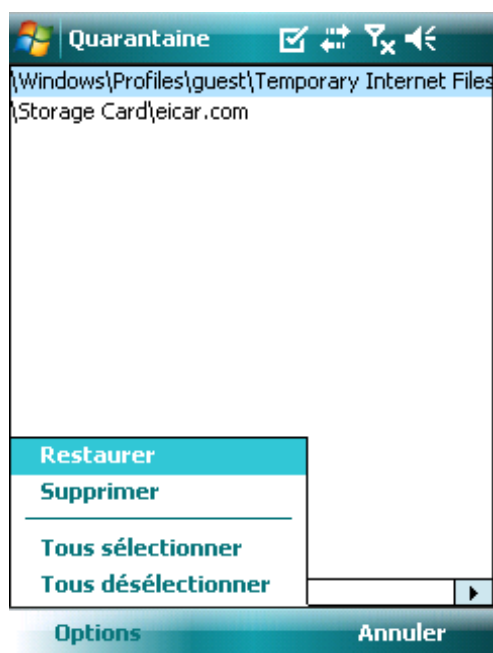 Quarantaine
\Windows\Profiles\guest\Temporary Internet Files
\Storage Card\eicar.com
Restaurer
Supprimer
Tous sélectionner
Tous désélectionner
Options Annuler